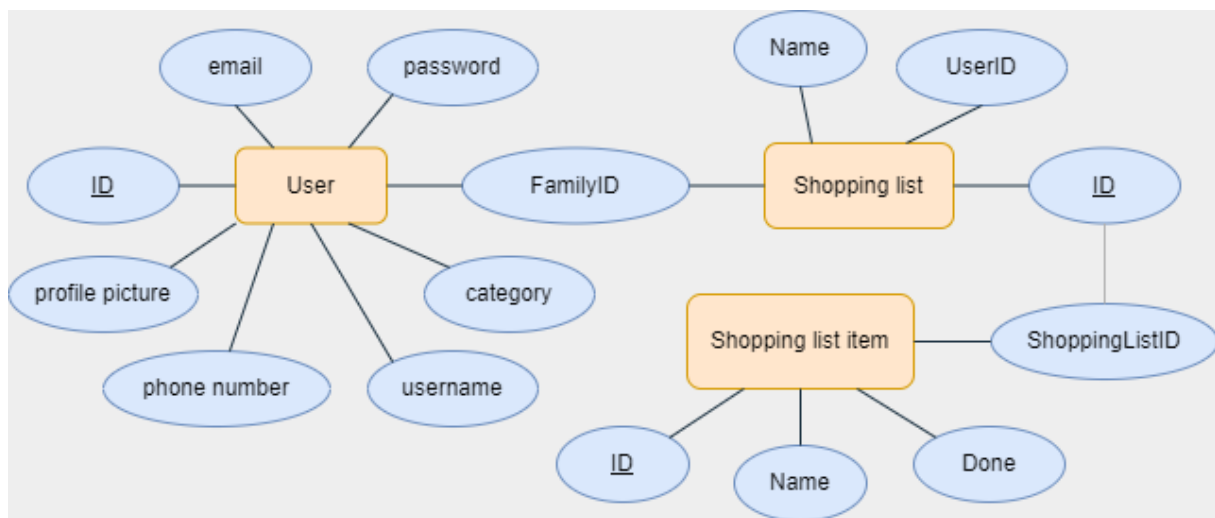 Name
email
password
UserID
ID
User
FamilyID
Shopping list
ID
profile picture
category
Shopping list item
ShoppingListID
phone number
username
ID
Name
Done